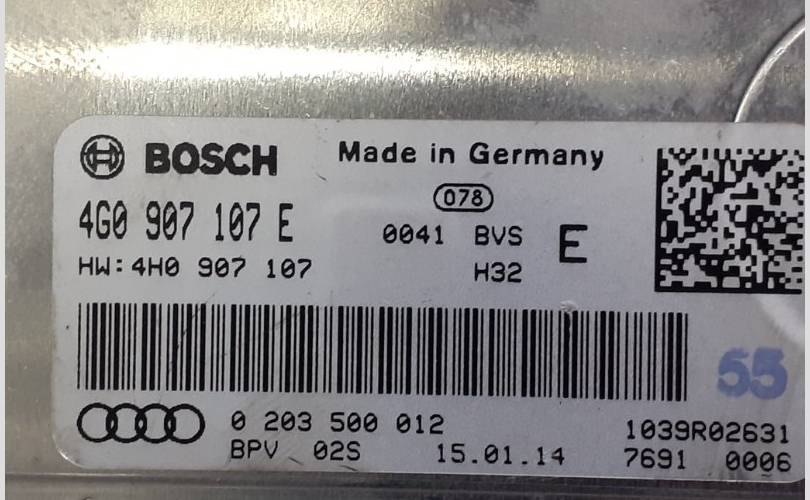 BOSCH
Made in Germany
078
4G0 907 107 E
0041 BVS E
HW: 4H0 907 107
H32
55
0 203 500 012
1039R02631
BPV 02S 15.01.14 7691 0006